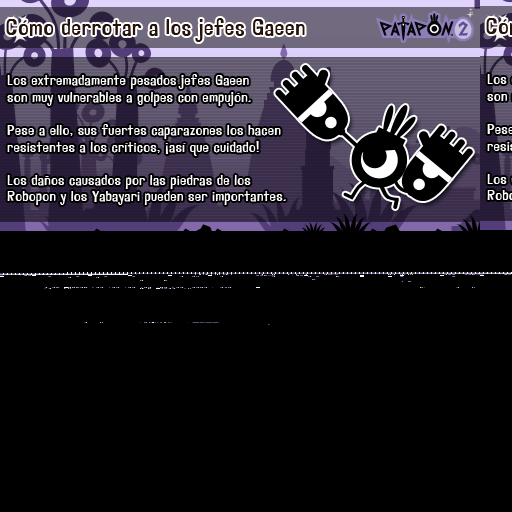 Cómo derrotar a los jefes Gaeen
PATAPON 2
Los extremadamente pesados jefes Gaeen
son muy vulnerables a golpes con empujón.
Pese a ello, sus fuertes caparazones los hacen
resistentes a los críticos, ¡así que cuidado!
Los daños causados por las piedras de los
Robopon y los Yabayari pueden ser importantes.
Có
Los
son
Pese
resis
Los
Robo